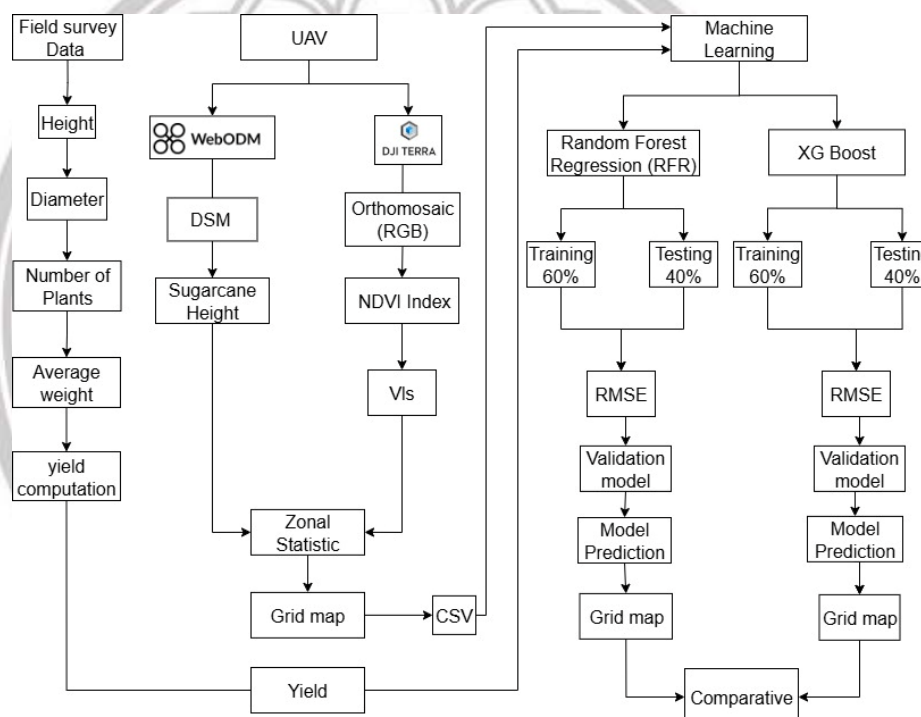 Field survey
Data
Height
Diameter
Number of
Plants
Average
weight
yield
computation
UAV
WebODM
DSM
Sugarcane
Height
DJI TERRA
Orthomosaic
(RGB)
NDVI Index
VIs
Zonal
Statistic
Grid map
CSV
Yield
Machine
Learning
Random Forest
Regression (RFR)
Training
60%
Testing
40%
RMSE
Validation
model
Model
Prediction
Grid map
XG Boost
Training
60%
Testing
40%
RMSE
Validation
model
Model
Prediction
Grid map
Comparative